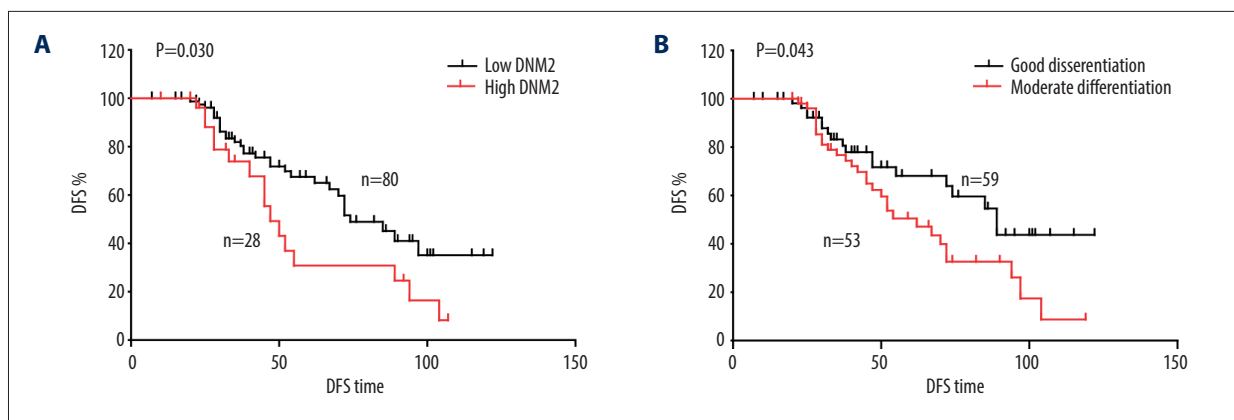 A
P=0.030
120
100
80
60
40
20
0
DFS %
Low DNM2
High DNM2
n=80
n=28
0
50
100
150
DFS time
B
P=0.043
120
100
80
60
40
20
0
DFS %
Good disserentiation
Moderate differentiation
n=59
n=53
0
50
100
150
DFS time